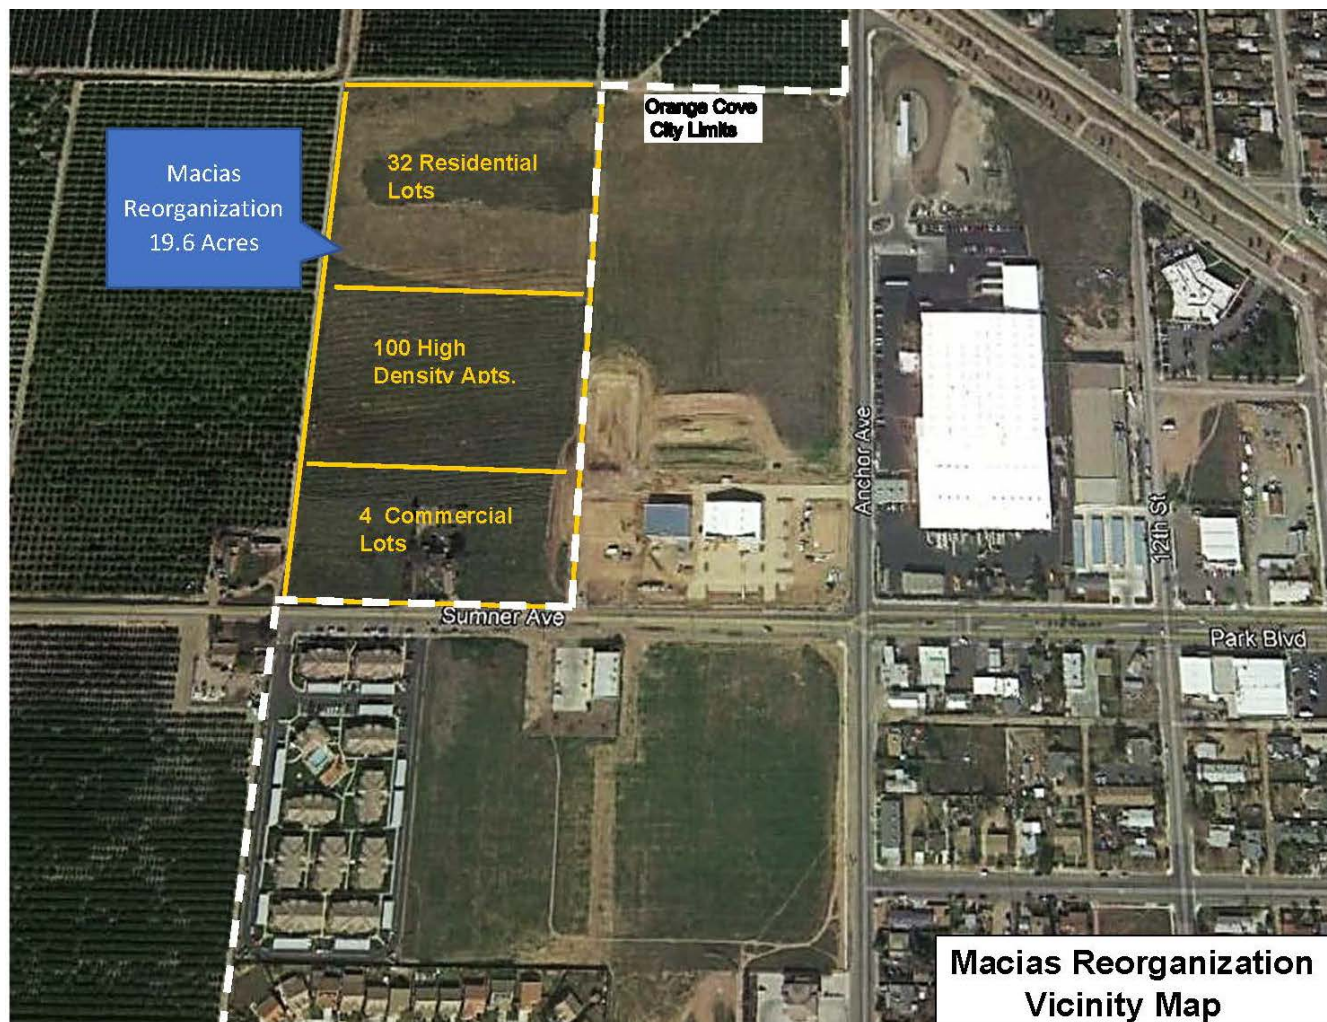 Orange Cove
City Limits
32 Residential
Lots
Macias
Reorganization
19.6 Acres
100 High
Density Apts.
4 Commercial
Lots
Anchor Ave
12th St
Sumner Ave
Park Blvd
Macias Reorganization
Vicinity Map